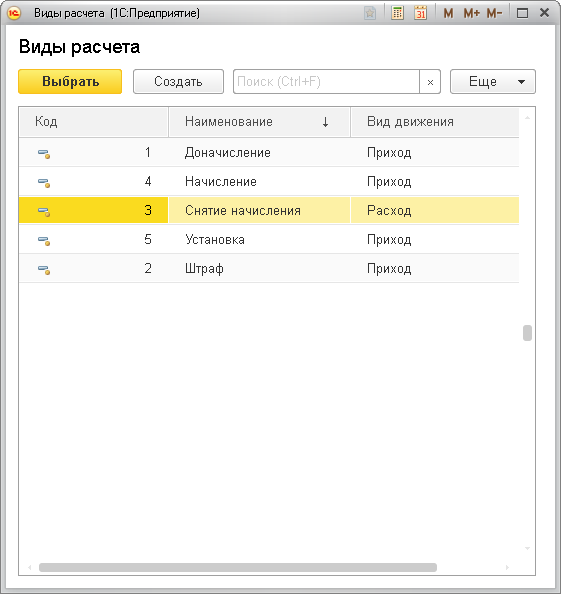 Виды расчета (1С:Предприятие)
31 M M+ M-
Виды расчета
Выбрать Создать Поиск (Ctrl+F) × Еще
Код Наименование ↓ Вид движения
1 Доначисление Приход
4 Начисление Приход
3 Снятие начисления Расход
5 Установка Приход
2 Штраф Приход